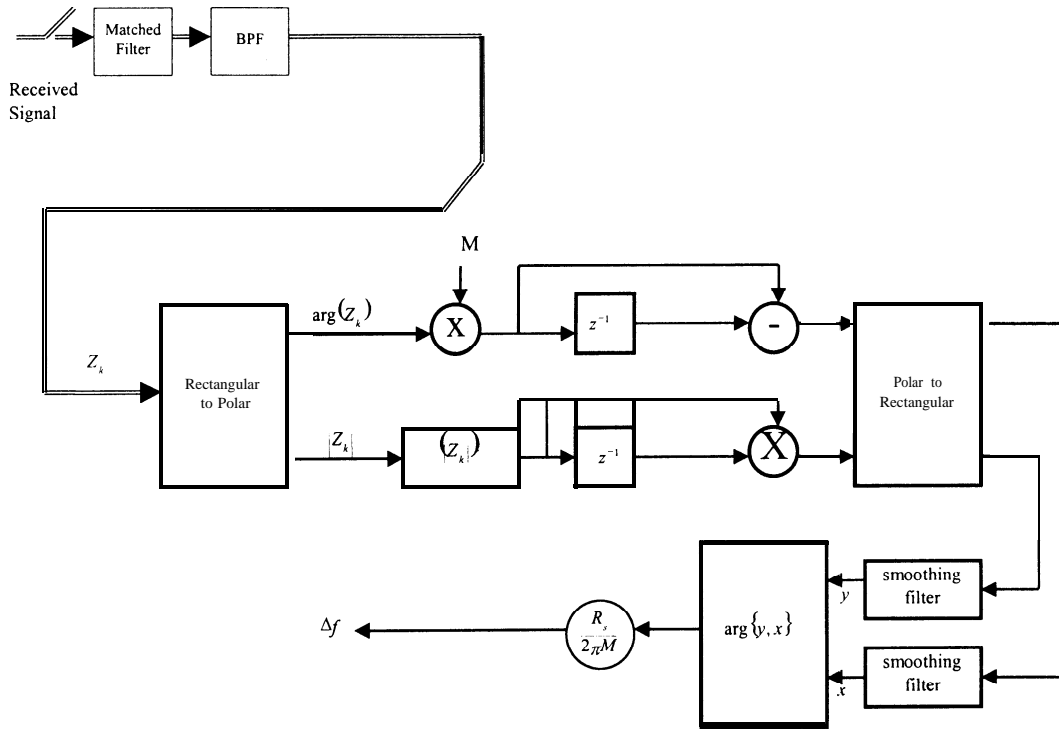 Matched
Filter
BPF
Received
Signal
M
arg(Z_k)
X
z^{-1}
-
Z_k
Rectangular
to Polar
Polar to
Rectangular
|Z_k|
(|Z_k|)
z^{-1}
X
smoothing
filter
y
Δf
R_s
2πM
arg{y, x}
smoothing
filter
x